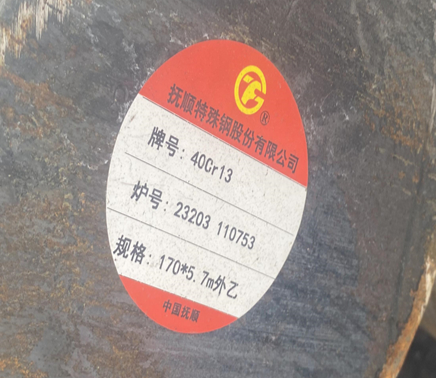 抚顺特殊钢股份有限公司
牌号: 40Cr13
炉号: 23203 110753
规格: 170*5.7m外乙
中国抚顺